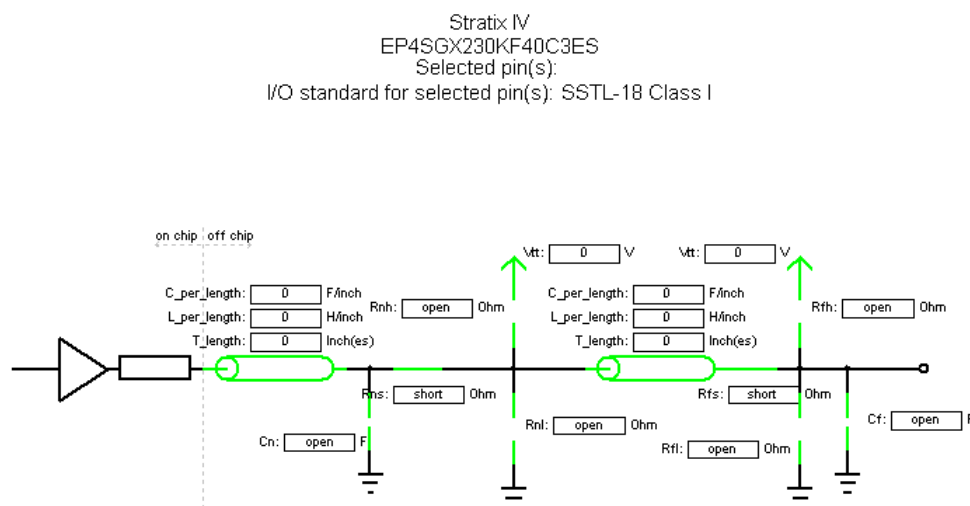 Stratix IV
EP4SGX230KF40C3ES
Selected pin(s):
I/O standard for selected pin(s): SSTL-18 Class I
on chip off chip
Vtt: 0 V Vtt: 0 V
C_per_length: 0 F/inch C_per_length: 0 F/inch
Rnh: open Ohm Rfh: open Ohm
L_per_length: 0 H/inch L_per_length: 0 H/inch
T_length: 0 Inch(es) T_length: 0 Inch(es)
Rns: short Ohm Rfs: short Ohm
Rnl: open Ohm Cf: open F
Cn: open F Rfl: open Ohm